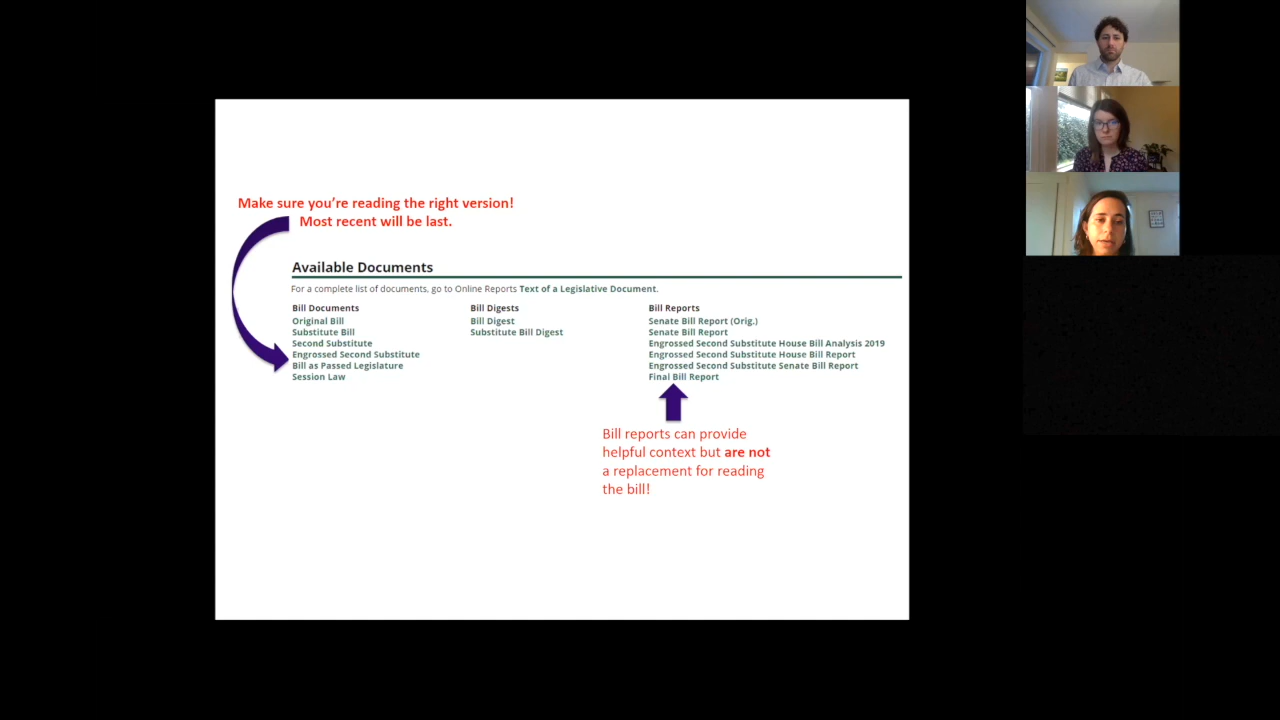 Make sure you're reading the right version!
Most recent will be last.
Available Documents
For a complete list of documents, go to Online Reports Text of a Legislative Document.
Bill Documents
Original Bill
Substitute Bill
Second Substitute
Engrossed Second Substitute
Bill as Passed Legislature
Session Law
Bill Digests
Bill Digest
Substitute Bill Digest
Bill Reports
Senate Bill Report (Orig.)
Senate Bill Report
Engrossed Second Substitute House Bill Analysis 2019
Engrossed Second Substitute House Bill Report
Engrossed Second Substitute Senate Bill Report
Final Bill Report
Bill reports can provide
helpful context but are not
a replacement for reading
the bill!